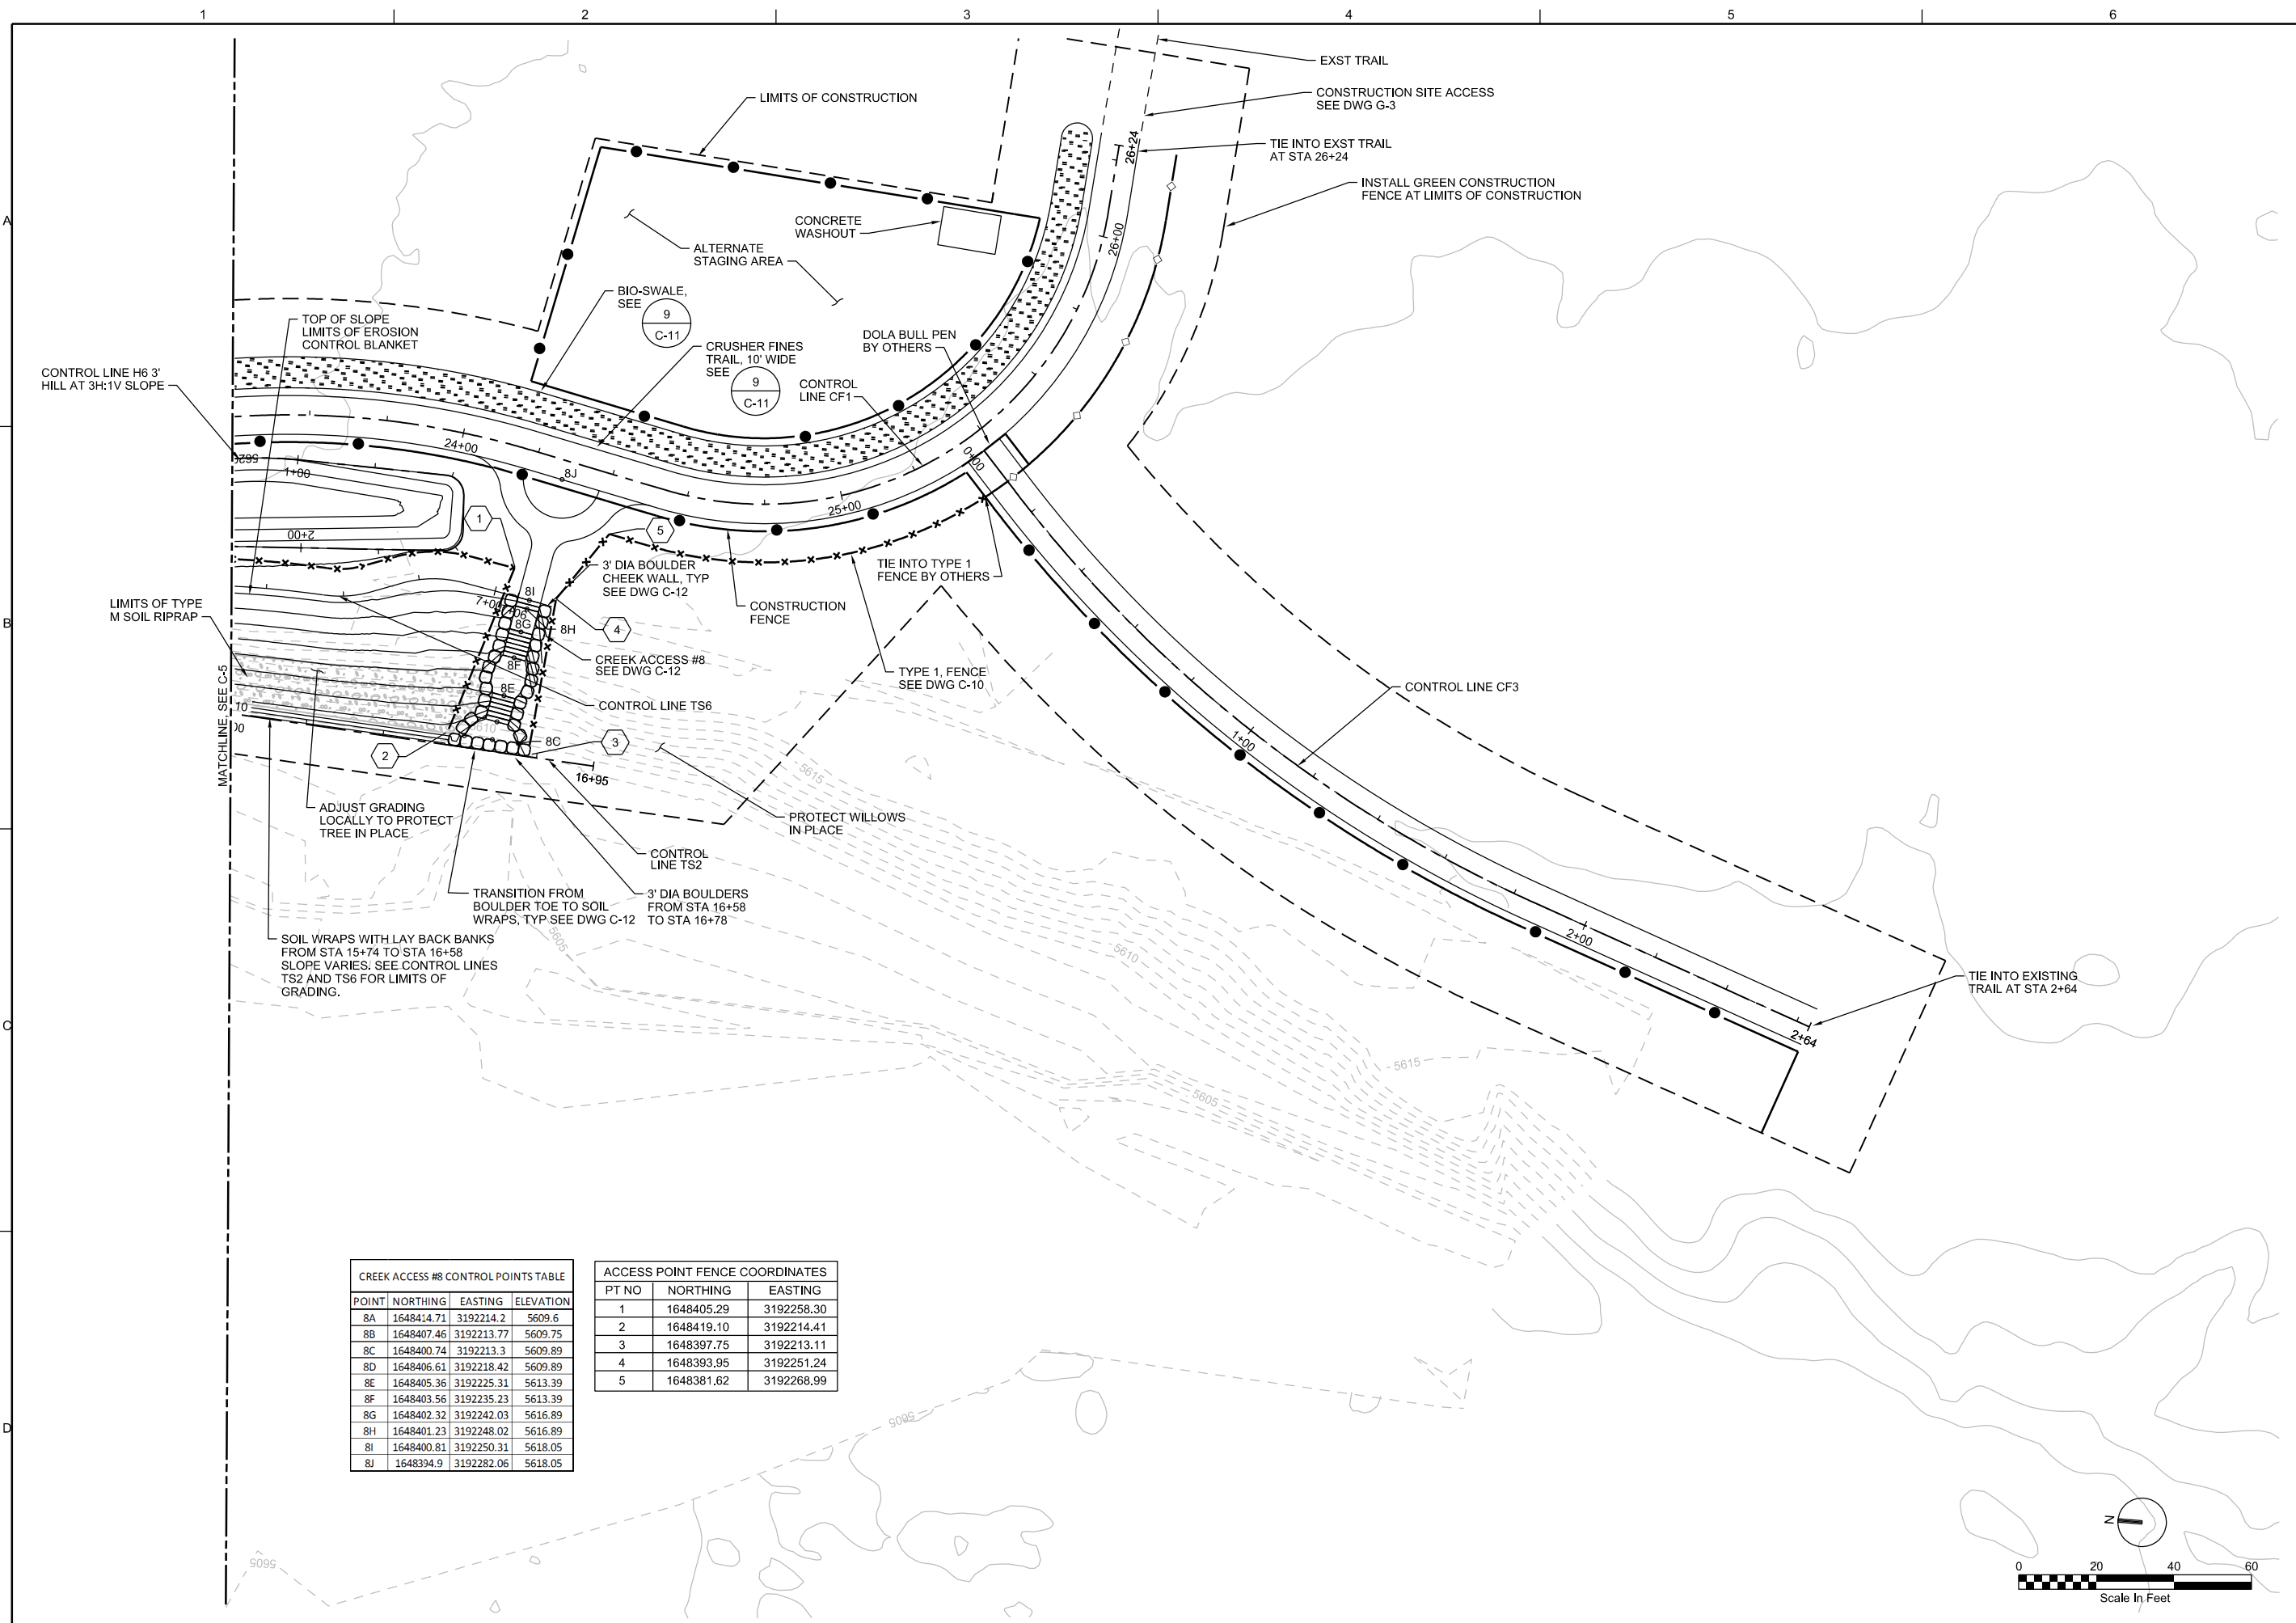 1 2 3 4 5 6
A
B
C
D
EXST TRAIL
CONSTRUCTION SITE ACCESS
SEE DWG G-3
LIMITS OF CONSTRUCTION
TIE INTO EXST TRAIL
AT STA 26+24
26+24
INSTALL GREEN CONSTRUCTION
FENCE AT LIMITS OF CONSTRUCTION
CONCRETE
WASHOUT
26+00
ALTERNATE
STAGING AREA
BIO-SWALE,
SEE
9
C-11
TOP OF SLOPE
LIMITS OF EROSION
CONTROL BLANKET
CRUSHER FINES
TRAIL, 10' WIDE
SEE
9
C-11
DOLA BULL PEN
BY OTHERS
CONTROL LINE H6 3'
HILL AT 3H:1V SLOPE
CONTROL
LINE CF1
24+00
0+00
1+00
8J
25+00
1
5
2+00
TIE INTO TYPE 1
FENCE BY OTHERS
3' DIA BOULDER
CHEEK WALL, TYP
SEE DWG C-12
8I
7+00
LIMITS OF TYPE
M SOIL RIPRAP
CONSTRUCTION
FENCE
8G
8H
4
CREEK ACCESS #8
SEE DWG C-12
8F
TYPE 1, FENCE
SEE DWG C-10
8E
CONTROL LINE TS6
CONTROL LINE CF3
MATCHLINE, SEE C-5
10
00
5610
8C
3
2
1+00
16+95
5615
ADJUST GRADING
LOCALLY TO PROTECT
TREE IN PLACE
PROTECT WILLOWS
IN PLACE
CONTROL
LINE TS2
TRANSITION FROM
BOULDER TOE TO SOIL
WRAPS, TYP SEE DWG C-12
3' DIA BOULDERS
FROM STA 16+58
TO STA 16+78
SOIL WRAPS WITH LAY BACK BANKS
FROM STA 15+74 TO STA 16+58
SLOPE VARIES. SEE CONTROL LINES
TS2 AND TS6 FOR LIMITS OF
GRADING.
5605
5610
2+00
TIE INTO EXISTING
TRAIL AT STA 2+64
2+64
5615
5605
CREEK ACCESS #8 CONTROL POINTS TABLE
POINT NORTHING EASTING ELEVATION
8A 1648414.71 3192214.2 5609.6
8B 1648407.46 3192213.77 5609.75
8C 1648400.74 3192213.3 5609.89
8D 1648406.61 3192218.42 5609.89
8E 1648405.36 3192225.31 5613.39
8F 1648403.56 3192235.23 5613.39
8G 1648402.32 3192242.03 5616.89
8H 1648401.23 3192248.02 5616.89
8I 1648400.81 3192250.31 5618.05
8J 1648394.9 3192282.06 5618.05
ACCESS POINT FENCE COORDINATES
PT NO NORTHING EASTING
1 1648405.29 3192258.30
2 1648419.10 3192214.41
3 1648397.75 3192213.11
4 1648393.95 3192251.24
5 1648381.62 3192268.99
5605
5605
N
0 20 40 60
Scale In Feet